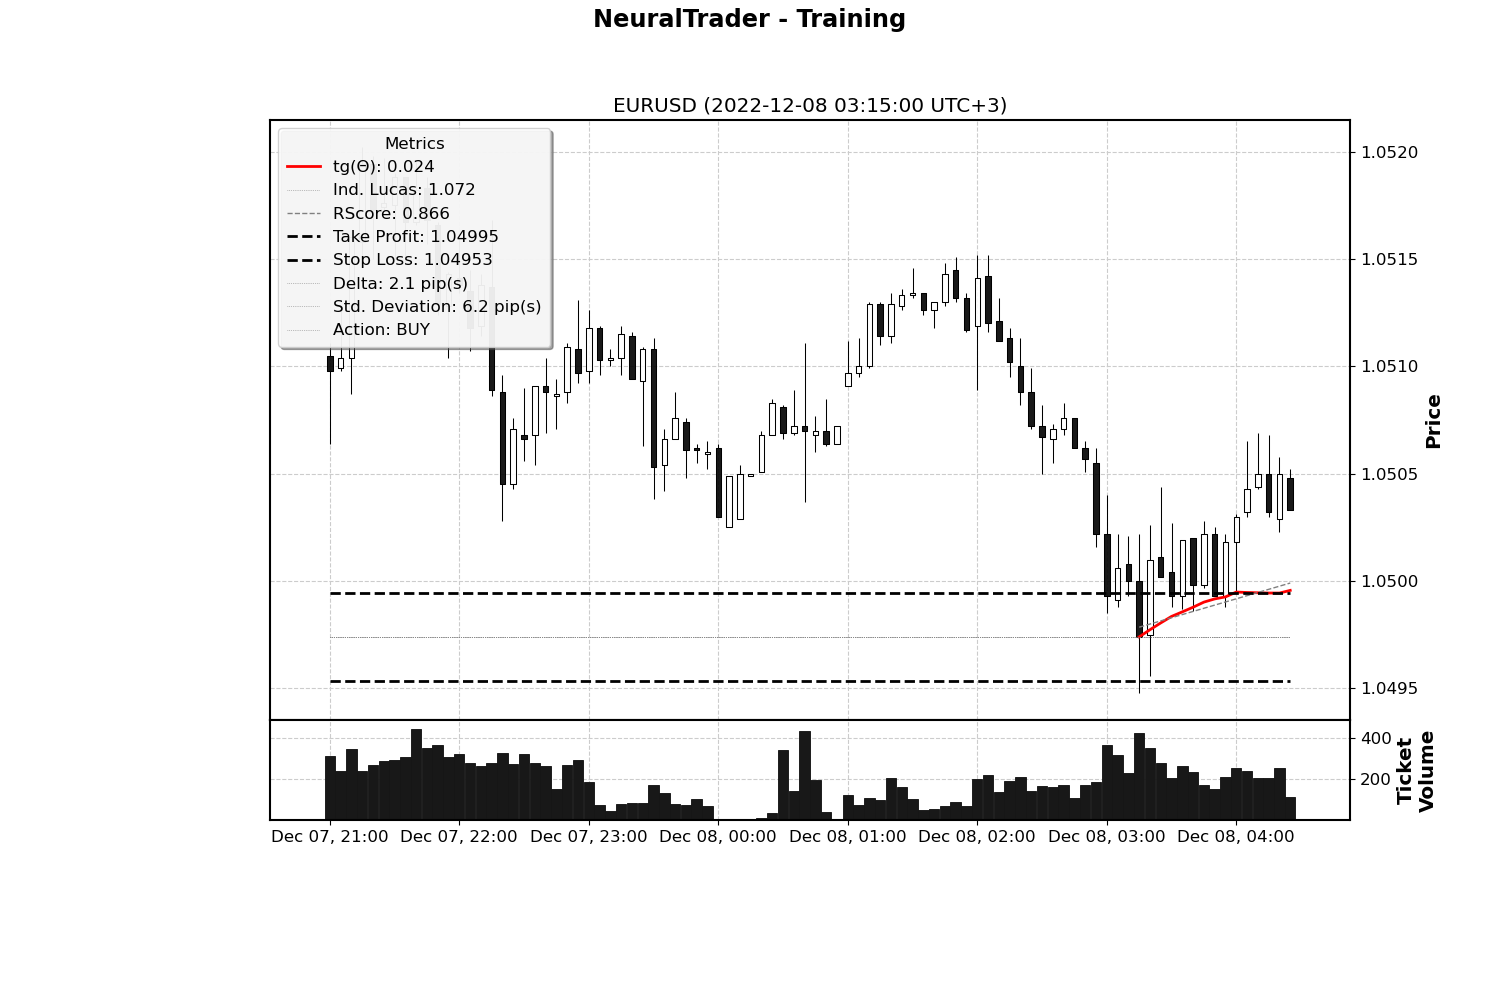 NeuralTrader - Training
EURUSD (2022-12-08 03:15:00 UTC+3)
Metrics
tg(Θ): 0.024
Ind. Lucas: 1.072
RScore: 0.866
Take Profit: 1.04995
Stop Loss: 1.04953
Delta: 2.1 pip(s)
Std. Deviation: 6.2 pip(s)
Action: BUY
1.0520
1.0515
1.0510
1.0505
1.0500
1.0495
Price
400
200
Ticket
Volume
Dec 07, 21:00 Dec 07, 22:00 Dec 07, 23:00 Dec 08, 00:00 Dec 08, 01:00 Dec 08, 02:00 Dec 08, 03:00 Dec 08, 04:00